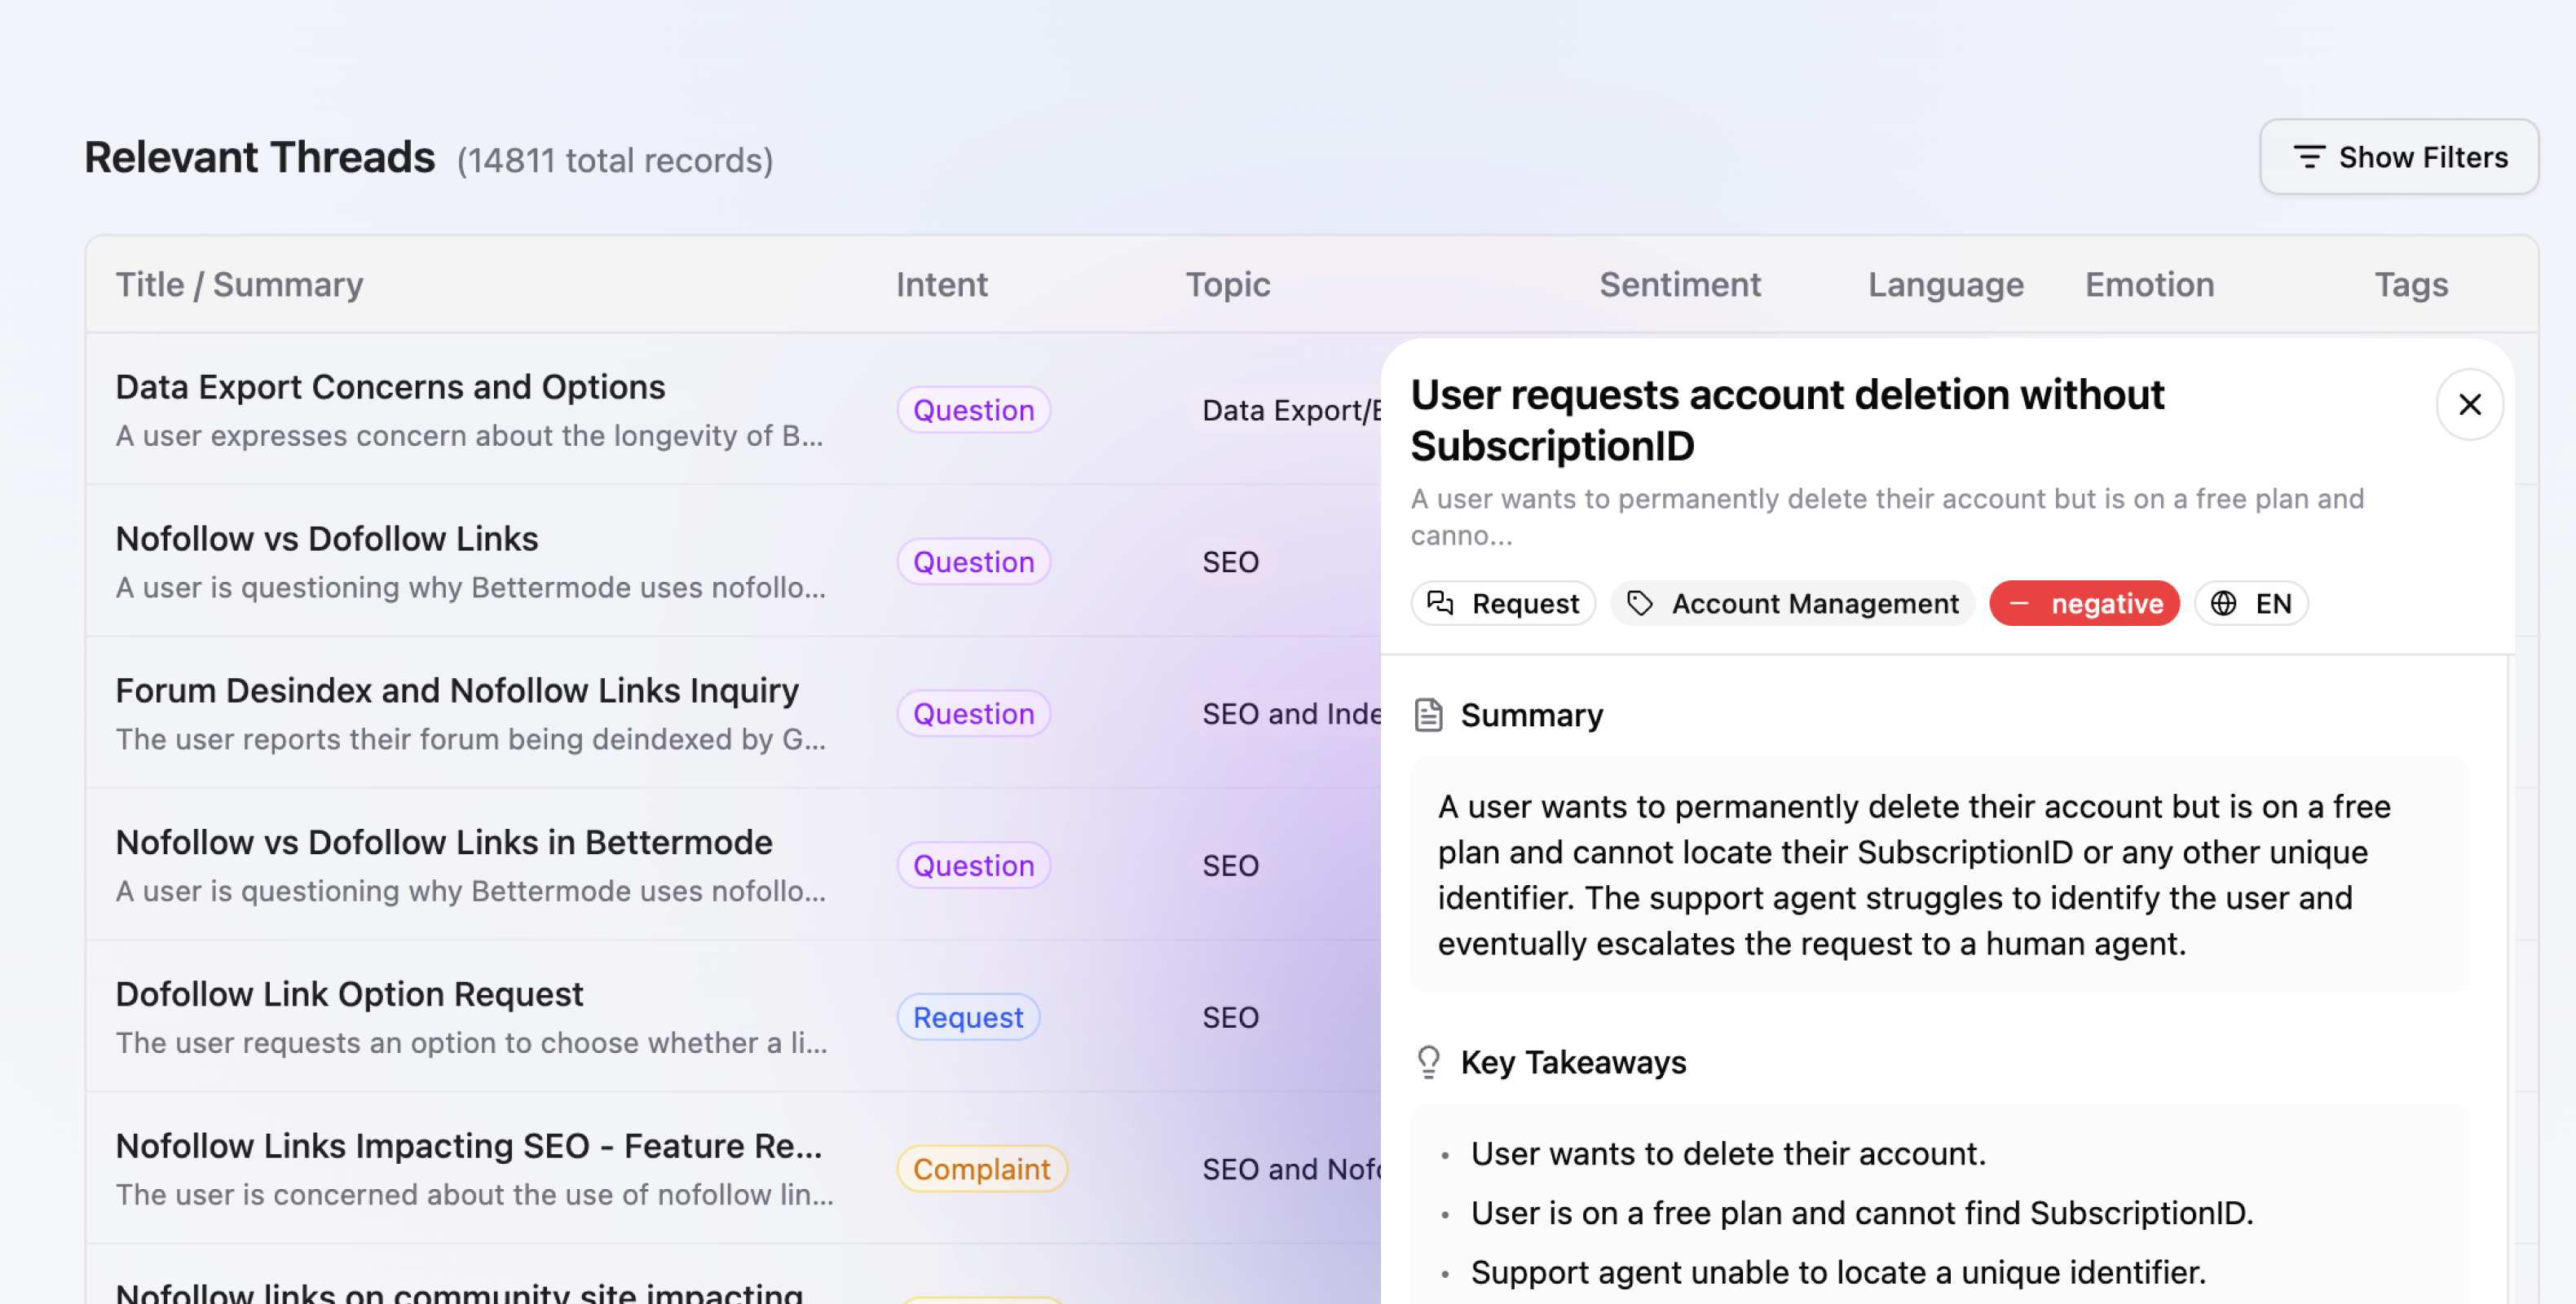 Relevant Threads (14811 total records)
Show Filters
Title / Summary Intent Topic Sentiment Language Emotion Tags
Data Export Concerns and Options
A user expresses concern about the longevity of B...
Question
Data Export/
Nofollow vs Dofollow Links
A user is questioning why Bettermode uses nofollo...
Question
SEO
Forum Desindex and Nofollow Links Inquiry
The user reports their forum being deindexed by G...
Question
SEO and Inde
Nofollow vs Dofollow Links in Bettermode
A user is questioning why Bettermode uses nofollo...
Question
SEO
Dofollow Link Option Request
The user requests an option to choose whether a li...
Request
SEO
Nofollow Links Impacting SEO - Feature Re...
The user is concerned about the use of nofollow lin...
Complaint
SEO and Nofo
Nofollow links on community site impacting
User requests account deletion without
SubscriptionID
A user wants to permanently delete their account but is on a free plan and
canno...
Request Account Management negative EN
Summary
A user wants to permanently delete their account but is on a free
plan and cannot locate their SubscriptionID or any other unique
identifier. The support agent struggles to identify the user and
eventually escalates the request to a human agent.
Key Takeaways
• User wants to delete their account.
• User is on a free plan and cannot find SubscriptionID.
• Support agent unable to locate a unique identifier.